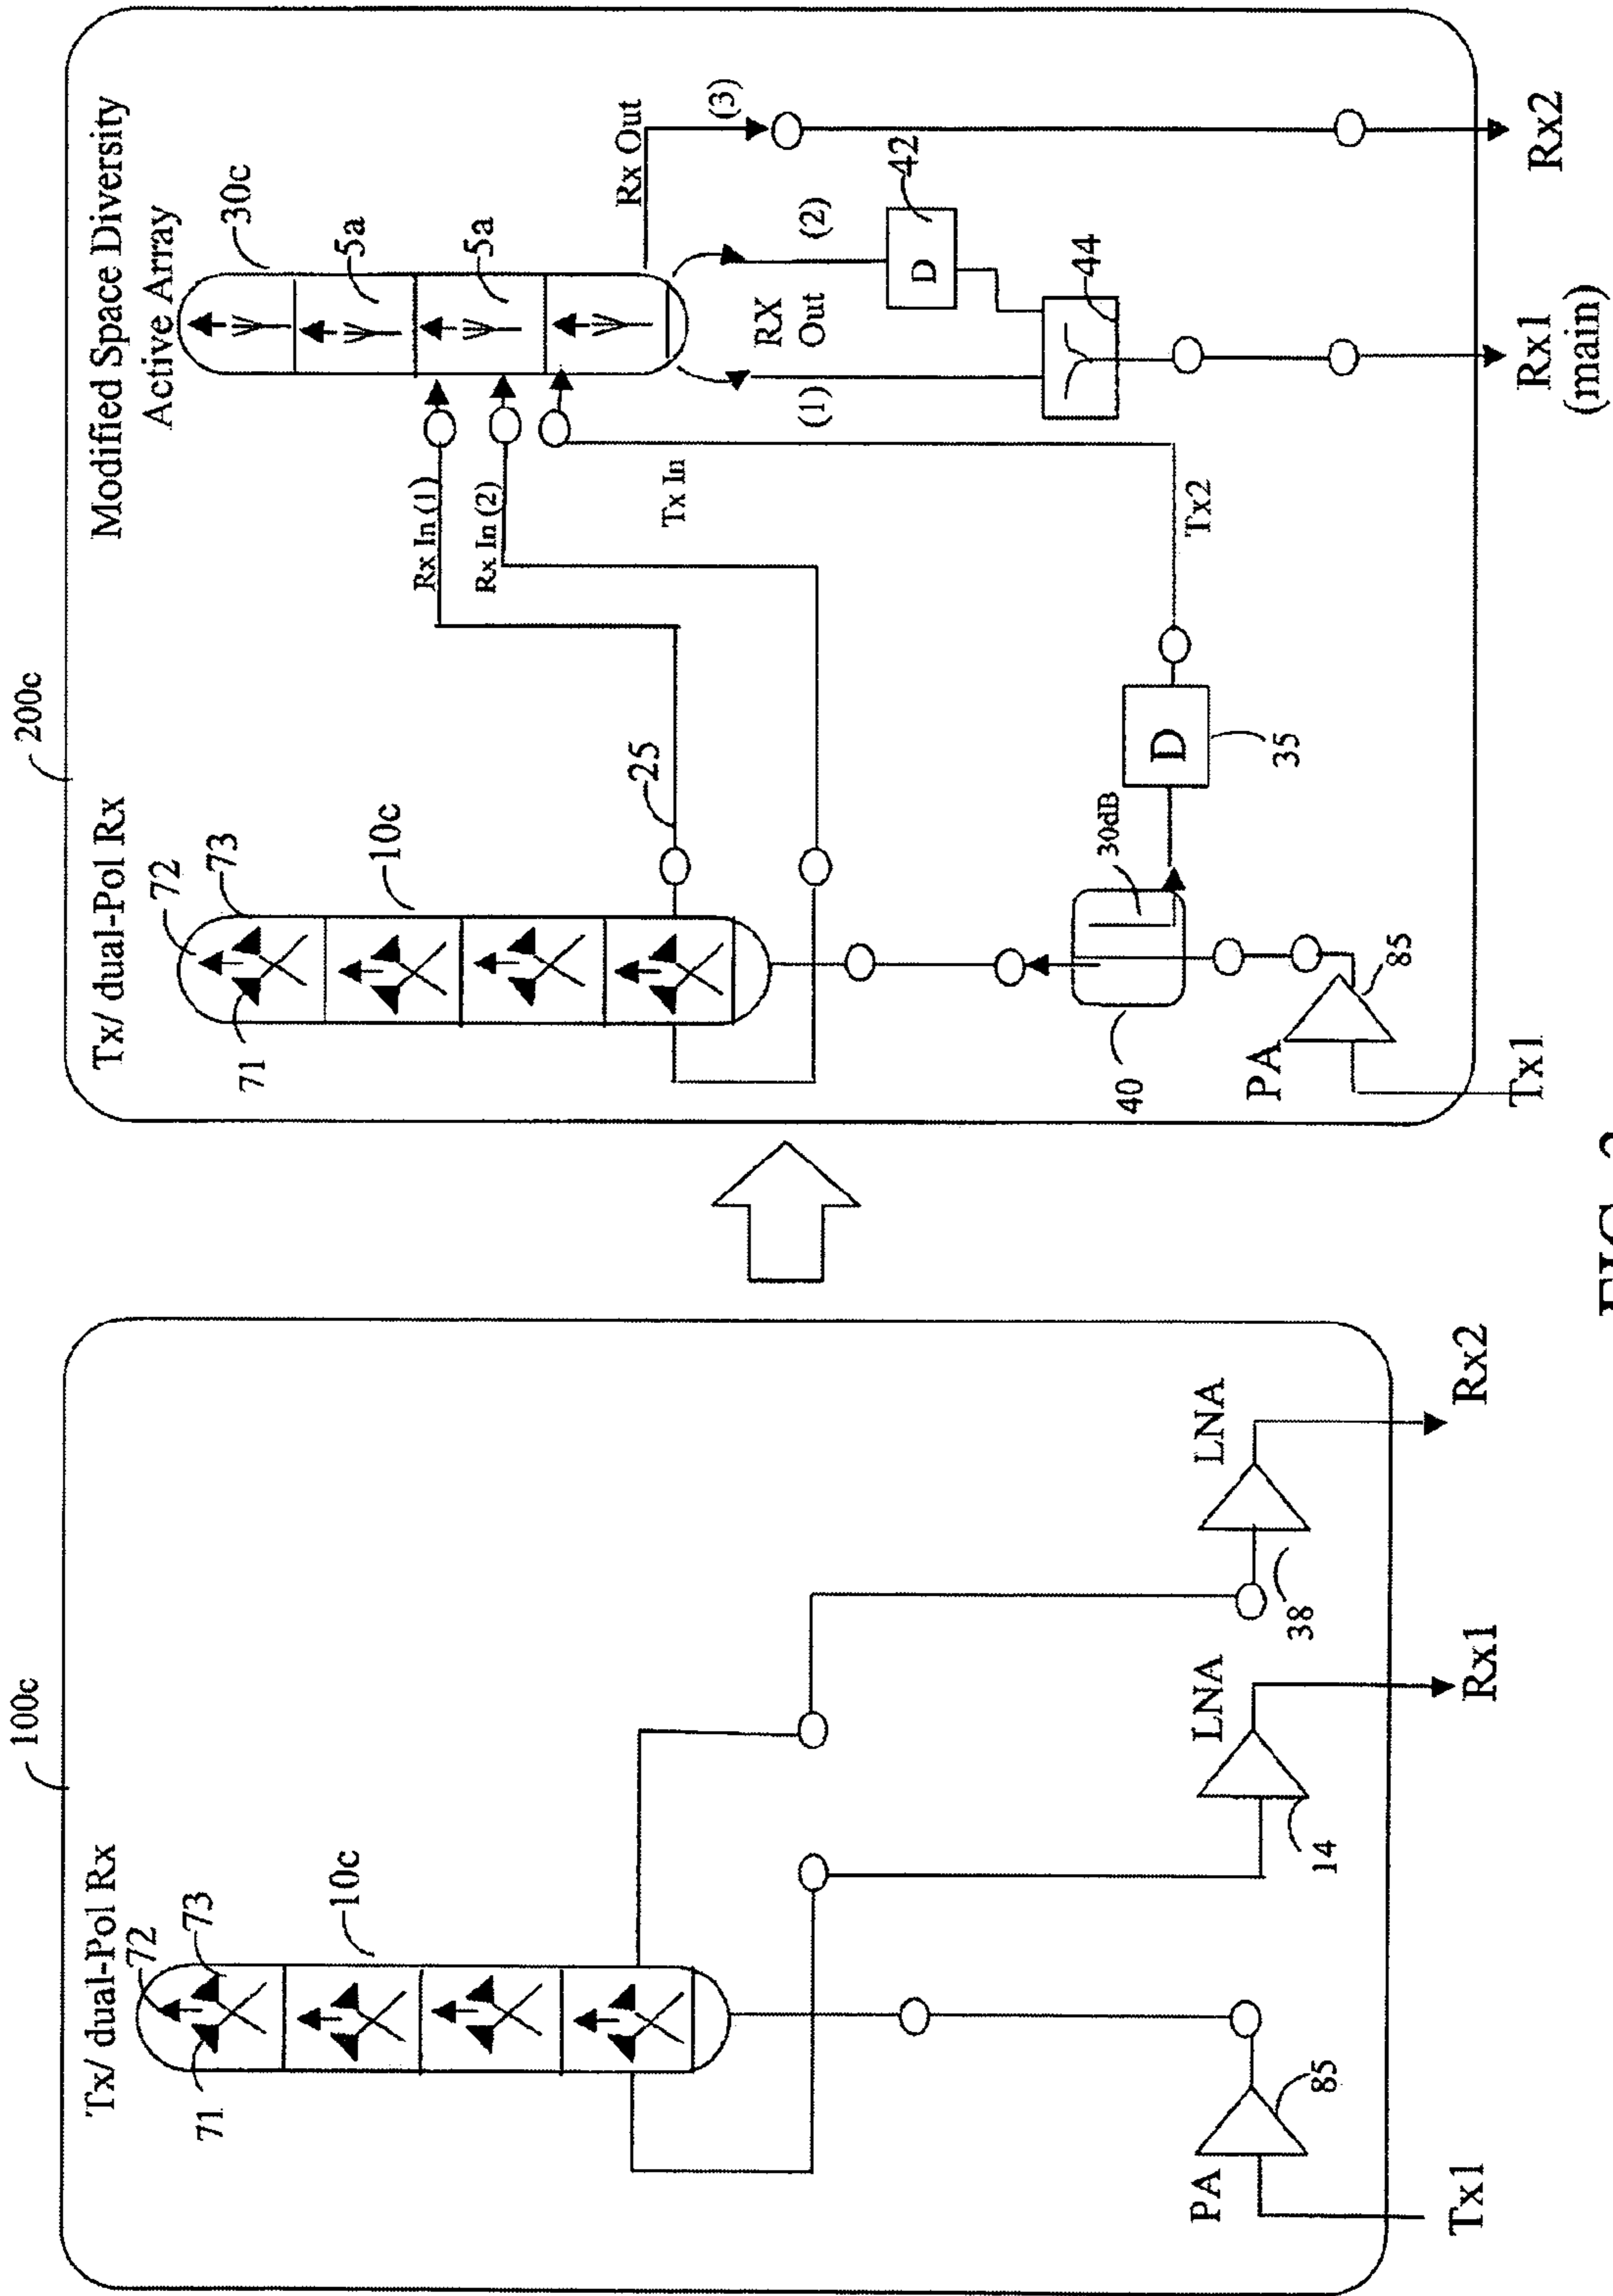 100c
Tx/ dual-Pol Rx
72
73
71
10c
PA
85
LNA
14
LNA
38
Tx1
Rx1
Rx2
200c
Tx/ dual-Pol Rx
72
73
71
10c
25
Modified Space Diversity
Active Array
30c
5a
5a
Rx In (1)
Rx In (2)
Tx In
Rx Out
(3)
RX
Out
(1)
(2)
D
42
44
40
30dB
D
35
Tx2
PA
85
Tx1
Rx1
(main)
Rx2